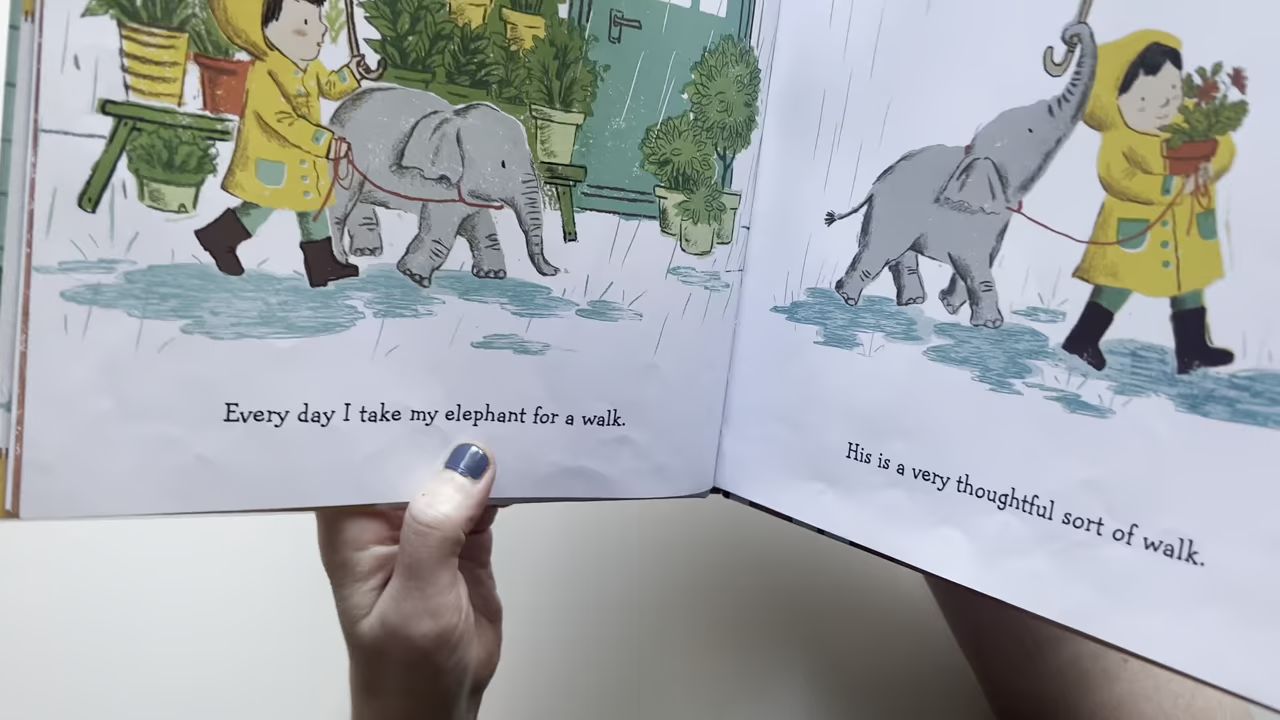 Every day I take my elephant for a walk.
His is a very thoughtful sort of walk.